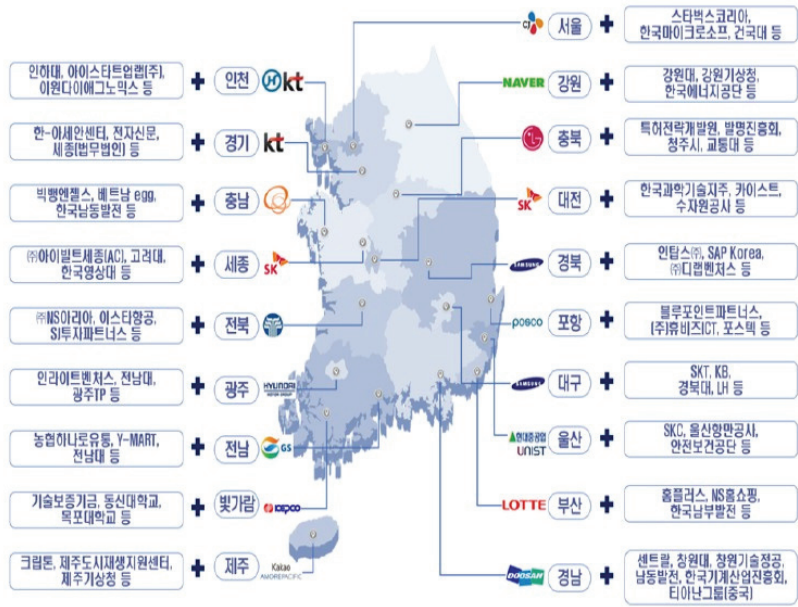 인하대, 아이스타트업랩(주),
이원다이애그노믹스 등
+
인천
kt
한-아세안센터, 전자신문,
세종(법무법인) 등
+
경기
kt
빅뱅엔젤스, 베트남 egg,
한국남동발전 등
+
충남
㈜아이빌트세종(AC), 고려대,
한국영상대 등
+
세종
SK
㈜NS아리아, 이스타항공,
SJ투자파트너스 등
+
전북
인라이트벤처스, 전남대,
광주TP 등
+
광주
HYUNDAI
MOTOR GROUP
농협하나로유통, Y-MART,
전남대 등
+
전남
GS
기술보증기금, 동신대학교,
목포대학교 등
+
빛가람
KEPCO
크립톤, 제주도시재생지원센터,
제주기상청 등
+
제주
Kakao
AMOREPACIFIC
CJ
서울
+
스타벅스코리아,
한국마이크로소프, 건국대 등
NAVER
강원
+
강원대, 강원기상청,
한국에너지공단 등
충북
+
특허전략개발원, 발명진흥회,
청주시, 교통대 등
SK
대전
+
한국과학기술지주, 카이스트,
수자원공사 등
SAMSUNG
경북
+
인탑스㈜, SAP Korea,
㈜더랩벤처스 등
posco
포항
+
블루포인트파트너스,
(주)휴비즈ICT, 포스텍 등
SAMSUNG
대구
+
SKT, KB,
경북대, LH 등
현대중공업
UNIST
울산
+
SKC, 울산항만공사,
안전보건공단 등
LOTTE
부산
+
홈플러스, NS홈쇼핑,
한국남부발전 등
DOOSAN
경남
+
센트랄, 창원대, 창원기술정공,
남동발전, 한국기계산업진흥회,
티아난그룹(중국)